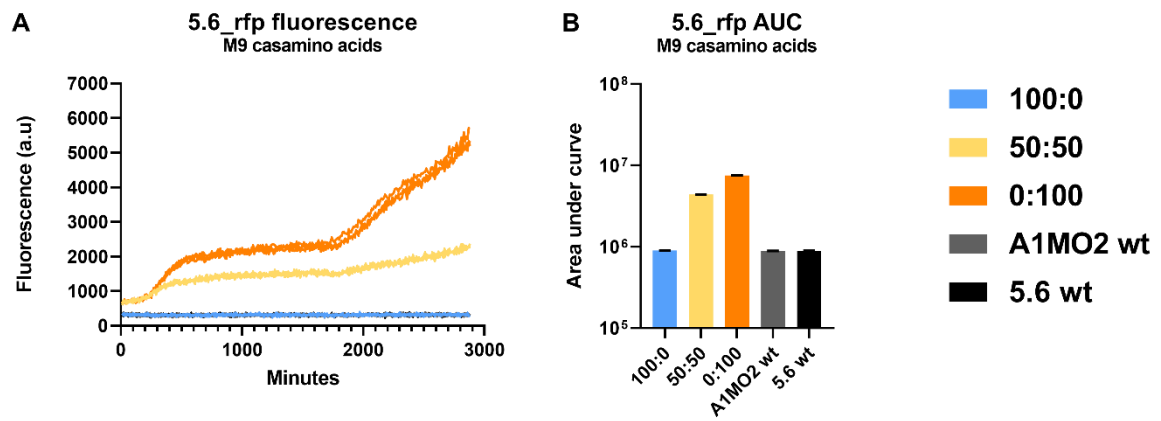 A
5.6_rfp fluorescence
M9 casamino acids
Fluorescence (a.u)
7000
6000
5000
4000
3000
2000
1000
0
0
1000
2000
3000
Minutes
B
5.6_rfp AUC
M9 casamino acids
Area under curve
10⁸
10⁷
10⁶
10⁵
100:0
50:50
0:100
A1MO2 wt
5.6 wt
100:0
50:50
0:100
A1MO2 wt
5.6 wt